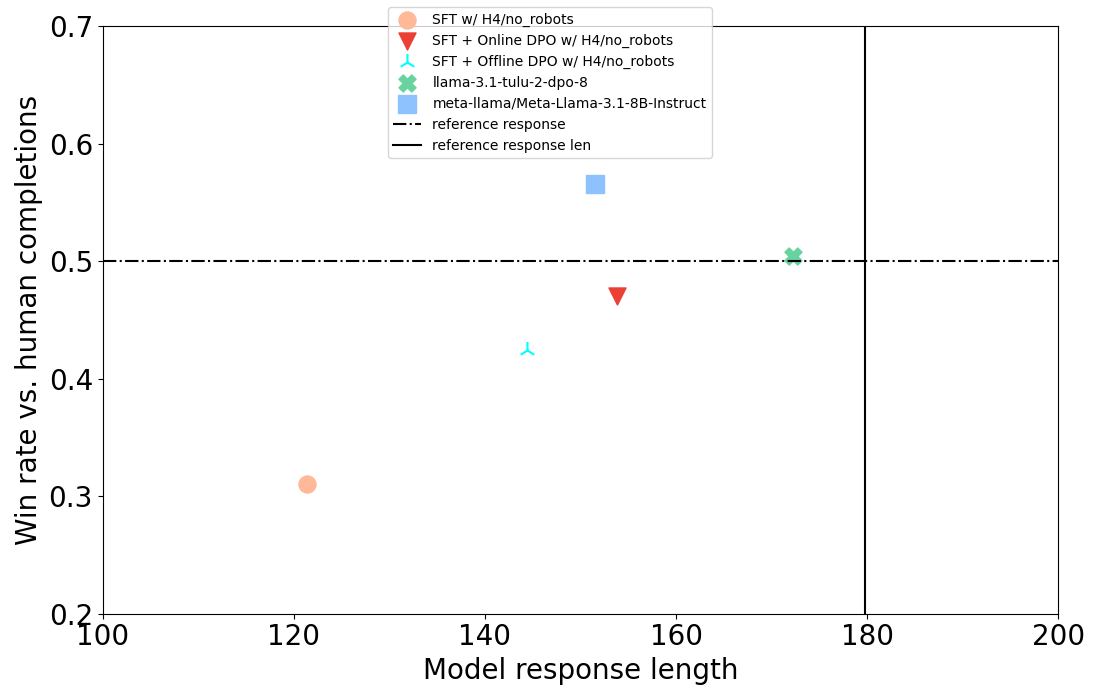 SFT w/ H4/no_robots
SFT + Online DPO w/ H4/no_robots
SFT + Offline DPO w/ H4/no_robots
llama-3.1-tulu-2-dpo-8
meta-llama/Meta-Llama-3.1-8B-Instruct
reference response
reference response len
0.7
0.6
0.5
0.4
0.3
0.2
Win rate vs. human completions
100
120
140
160
180
200
Model response length